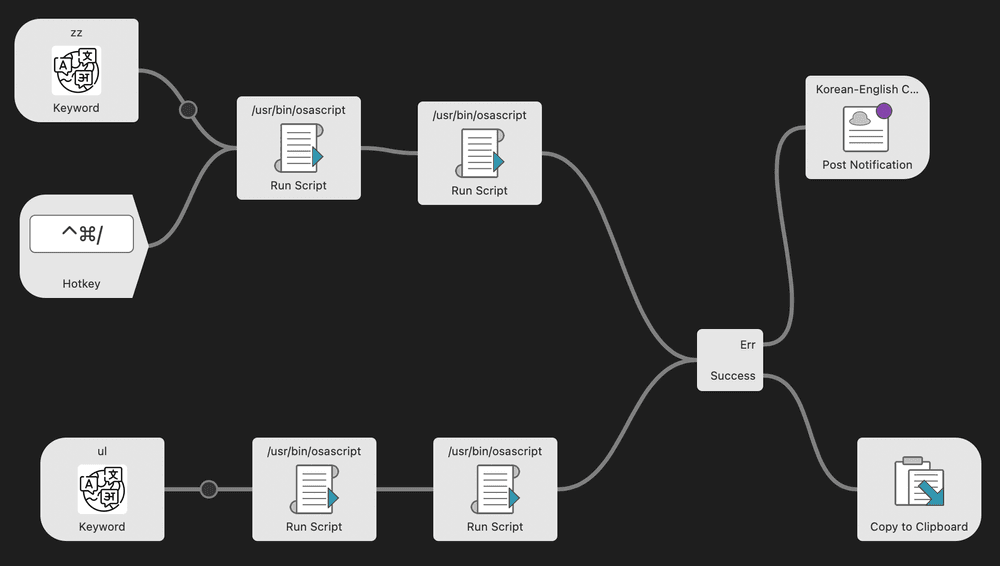 zz
Keyword
^⌘/
Hotkey
/usr/bin/osascript
Run Script
/usr/bin/osascript
Run Script
Korean-English C...
Post Notification
Err
Success
ul
A 文 अ
Keyword
/usr/bin/osascript
Run Script
/usr/bin/osascript
Run Script
Copy to Clipboard